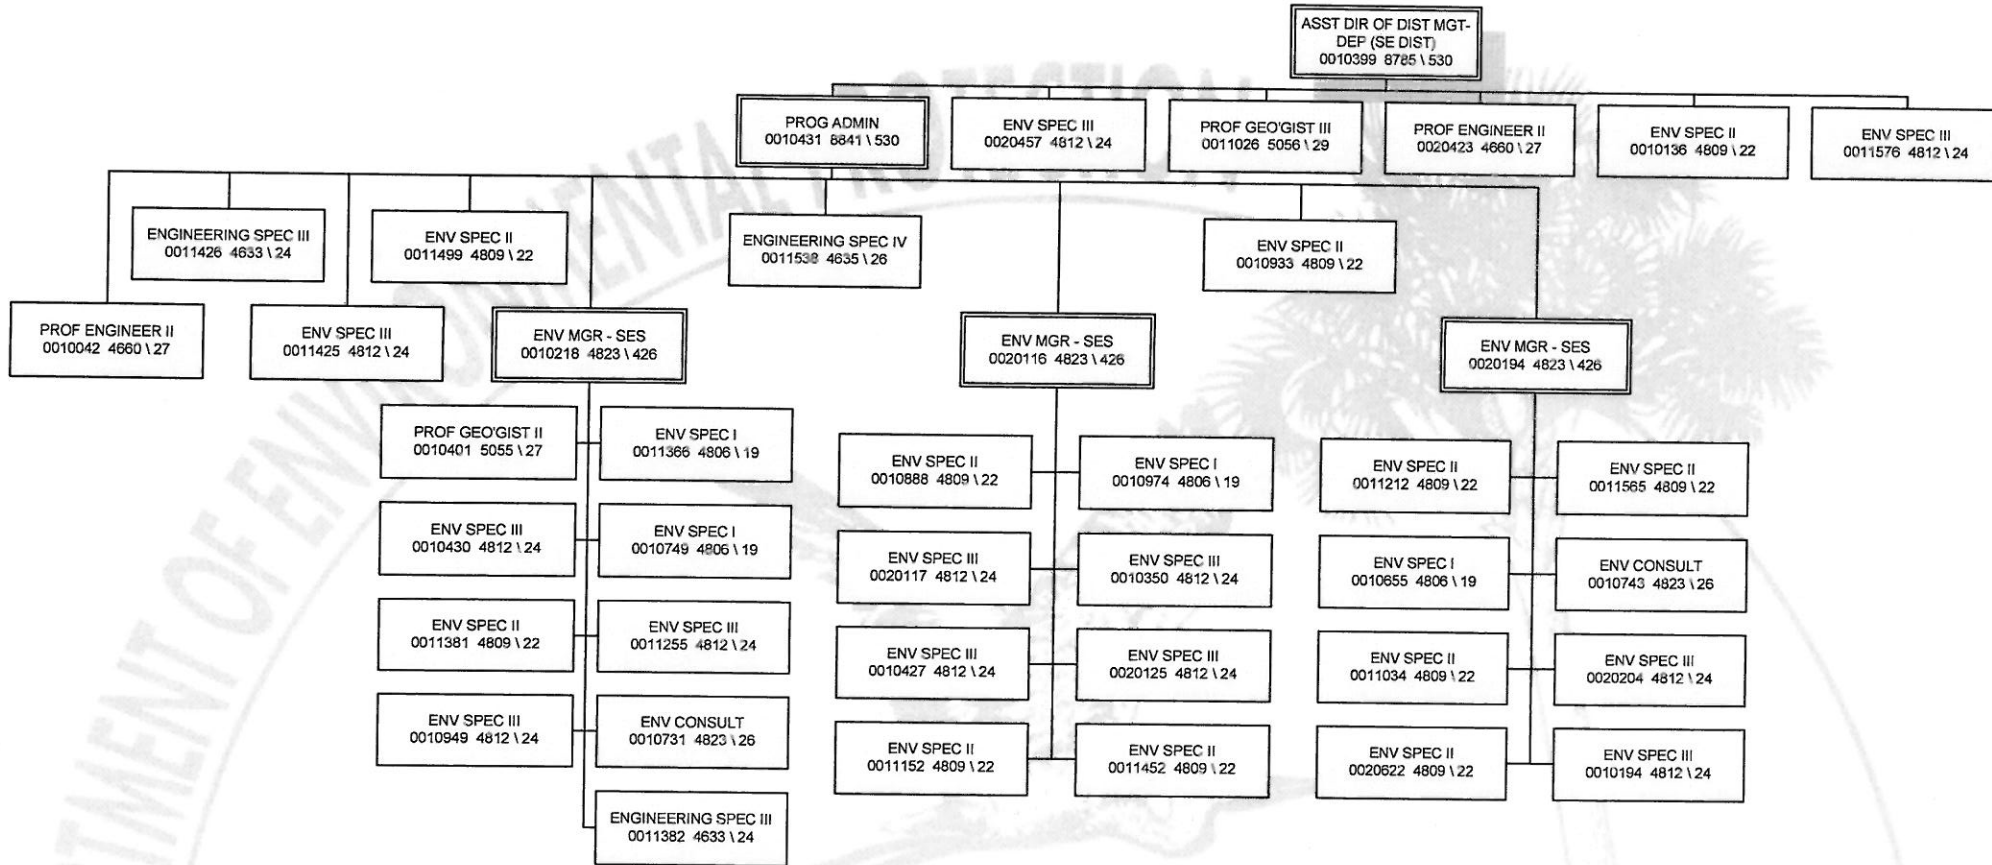 ASST DIR OF DIST MGT-
DEP (SE DIST)
0010399 8785 \ 530
PROG ADMIN
0010431 8841 \ 530
ENV SPEC III
0020457 4812 \ 24
PROF GEO'GIST III
0011026 5056 \ 29
PROF ENGINEER II
0020423 4660 \ 27
ENV SPEC II
0010136 4809 \ 22
ENV SPEC III
0011576 4812 \ 24
ENGINEERING SPEC III
0011426 4633 \ 24
ENV SPEC II
0011499 4809 \ 22
ENGINEERING SPEC IV
0011538 4635 \ 26
ENV SPEC II
0010933 4809 \ 22
PROF ENGINEER II
0010042 4660 \ 27
ENV SPEC III
0011425 4812 \ 24
ENV MGR - SES
0010218 4823 \ 426
ENV MGR - SES
0020116 4823 \ 426
ENV MGR - SES
0020194 4823 \ 426
PROF GEO'GIST II
0010401 5055 \ 27
ENV SPEC I
0011366 4806 \ 19
ENV SPEC III
0010430 4812 \ 24
ENV SPEC I
0010749 4806 \ 19
ENV SPEC II
0011381 4809 \ 22
ENV SPEC III
0011255 4812 \ 24
ENV SPEC III
0010949 4812 \ 24
ENV CONSULT
0010731 4823 \ 26
ENGINEERING SPEC III
0011382 4633 \ 24
ENV SPEC II
0010888 4809 \ 22
ENV SPEC I
0010974 4806 \ 19
ENV SPEC III
0020117 4812 \ 24
ENV SPEC III
0010350 4812 \ 24
ENV SPEC III
0010427 4812 \ 24
ENV SPEC III
0020125 4812 \ 24
ENV SPEC II
0011152 4809 \ 22
ENV SPEC II
0011452 4809 \ 22
ENV SPEC II
0011212 4809 \ 22
ENV SPEC II
0011565 4809 \ 22
ENV SPEC I
0010655 4806 \ 19
ENV CONSULT
0010743 4823 \ 26
ENV SPEC II
0011034 4809 \ 22
ENV SPEC III
0020204 4812 \ 24
ENV SPEC II
0020622 4809 \ 22
ENV SPEC III
0010194 4812 \ 24
TMENT OF ENVIRONMENTAL PROTECTION